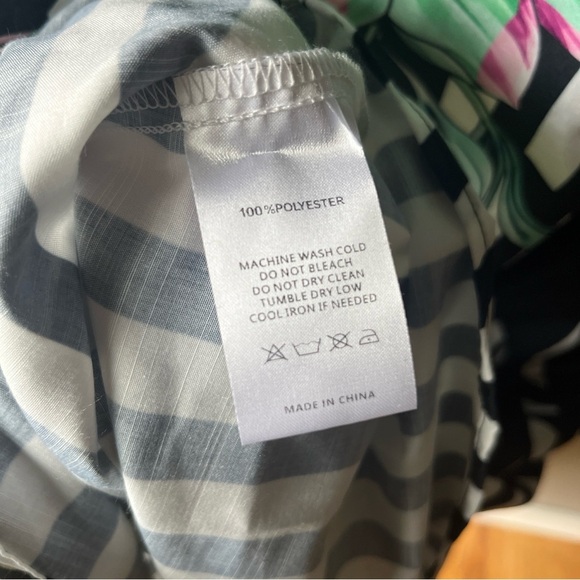 100%POLYESTER
MACHINE WASH COLD
DO NOT BLEACH
DO NOT DRY CLEAN
TUMBLE DRY LOW
COOL IRON IF NEEDED
MADE IN CHINA